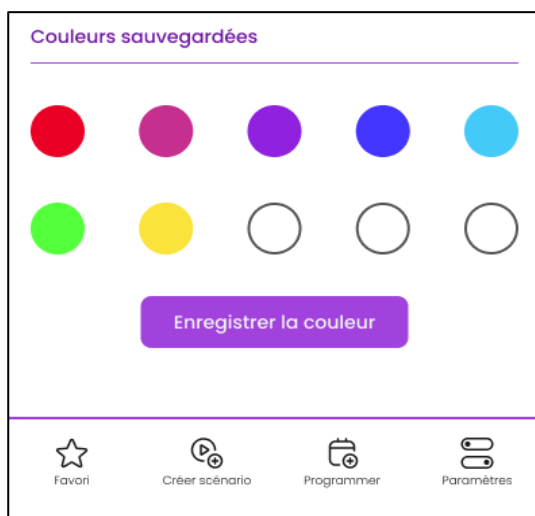 Couleurs sauvegardées
Enregistrer la couleur
Favori
Créer scénario
Programmer
Paramètres